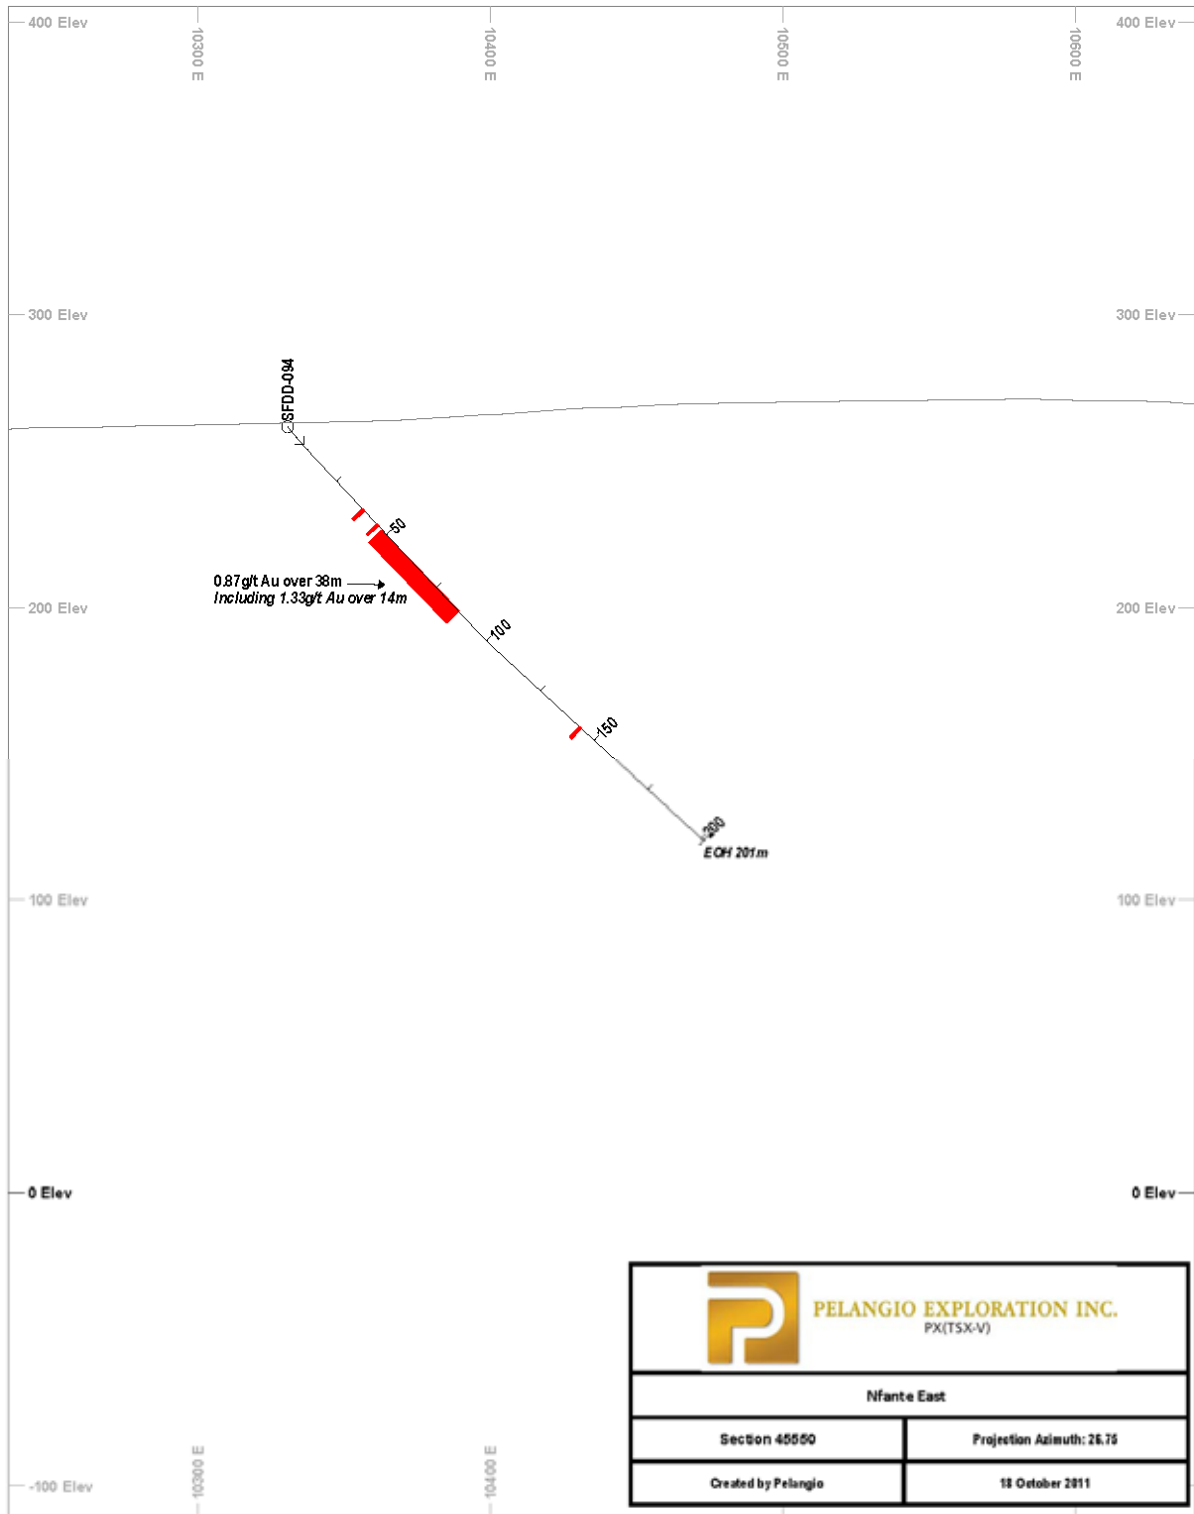 400 Elev
10300 E
10400 E
10500 E
10600 E
400 Elev
300 Elev
300 Elev
SFDD-094
50
0.87g/t Au over 38m
Including 1.33g/t Au over 14m
200 Elev
200 Elev
100
150
200
EOH 201m
100 Elev
100 Elev
0 Elev
0 Elev
PELANGIO EXPLORATION INC.
PX(TSX-V)
Nfante East
Section 45550
Projection Azimuth: 26.75
Created by Pelangio
18 October 2011
-100 Elev
10300 E
10400 E